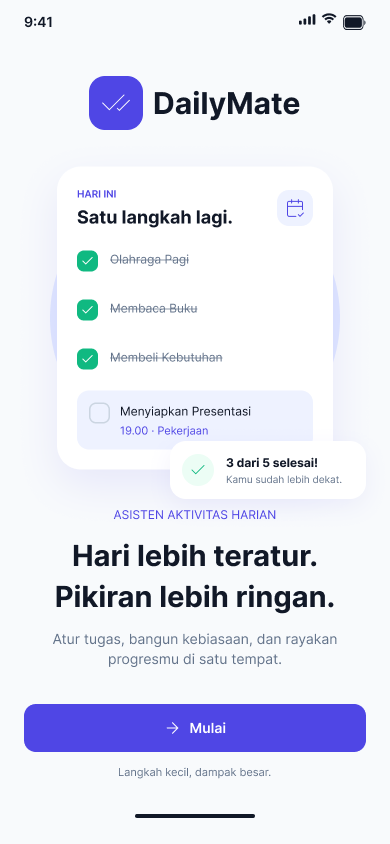 9:41
DailyMate
HARI INI
Satu langkah lagi.
Olahraga Pagi
Membaca Buku
Membeli Kebutuhan
Menyiapkan Presentasi
19.00 · Pekerjaan
3 dari 5 selesai!
Kamu sudah lebih dekat.
ASISTEN AKTIVITAS HARIAN
Hari lebih teratur.
Pikiran lebih ringan.
Atur tugas, bangun kebiasaan, dan rayakan
progresmu di satu tempat.
Mulai
Langkah kecil, dampak besar.